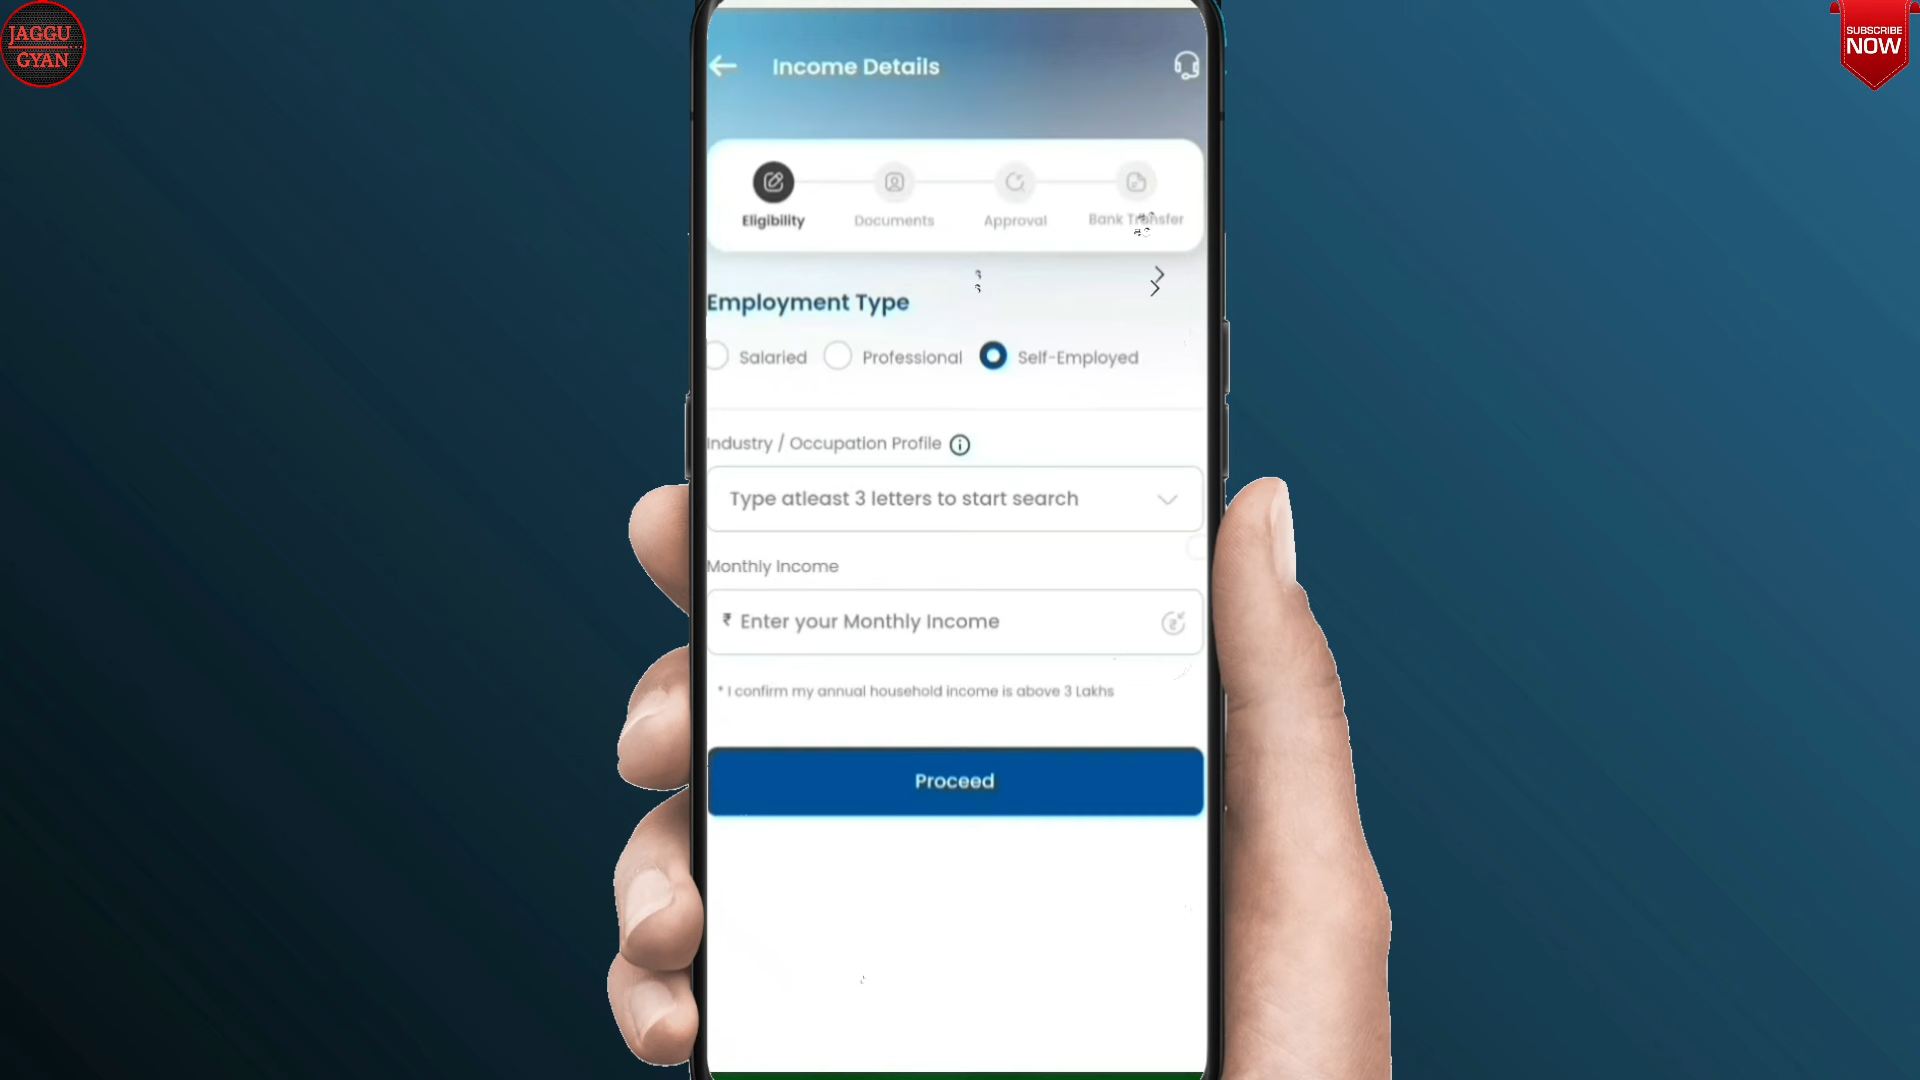 JAGGU
GYAN
SUBSCRIBE
NOW
Income Details
Eligibility
Documents
Approval
Bank Transfer
Employment Type
Salaried
Professional
Self-Employed
Industry / Occupation Profile
Type atleast 3 letters to start search
Monthly Income
₹ Enter your Monthly Income
* I confirm my annual household income is above 3 Lakhs
Proceed